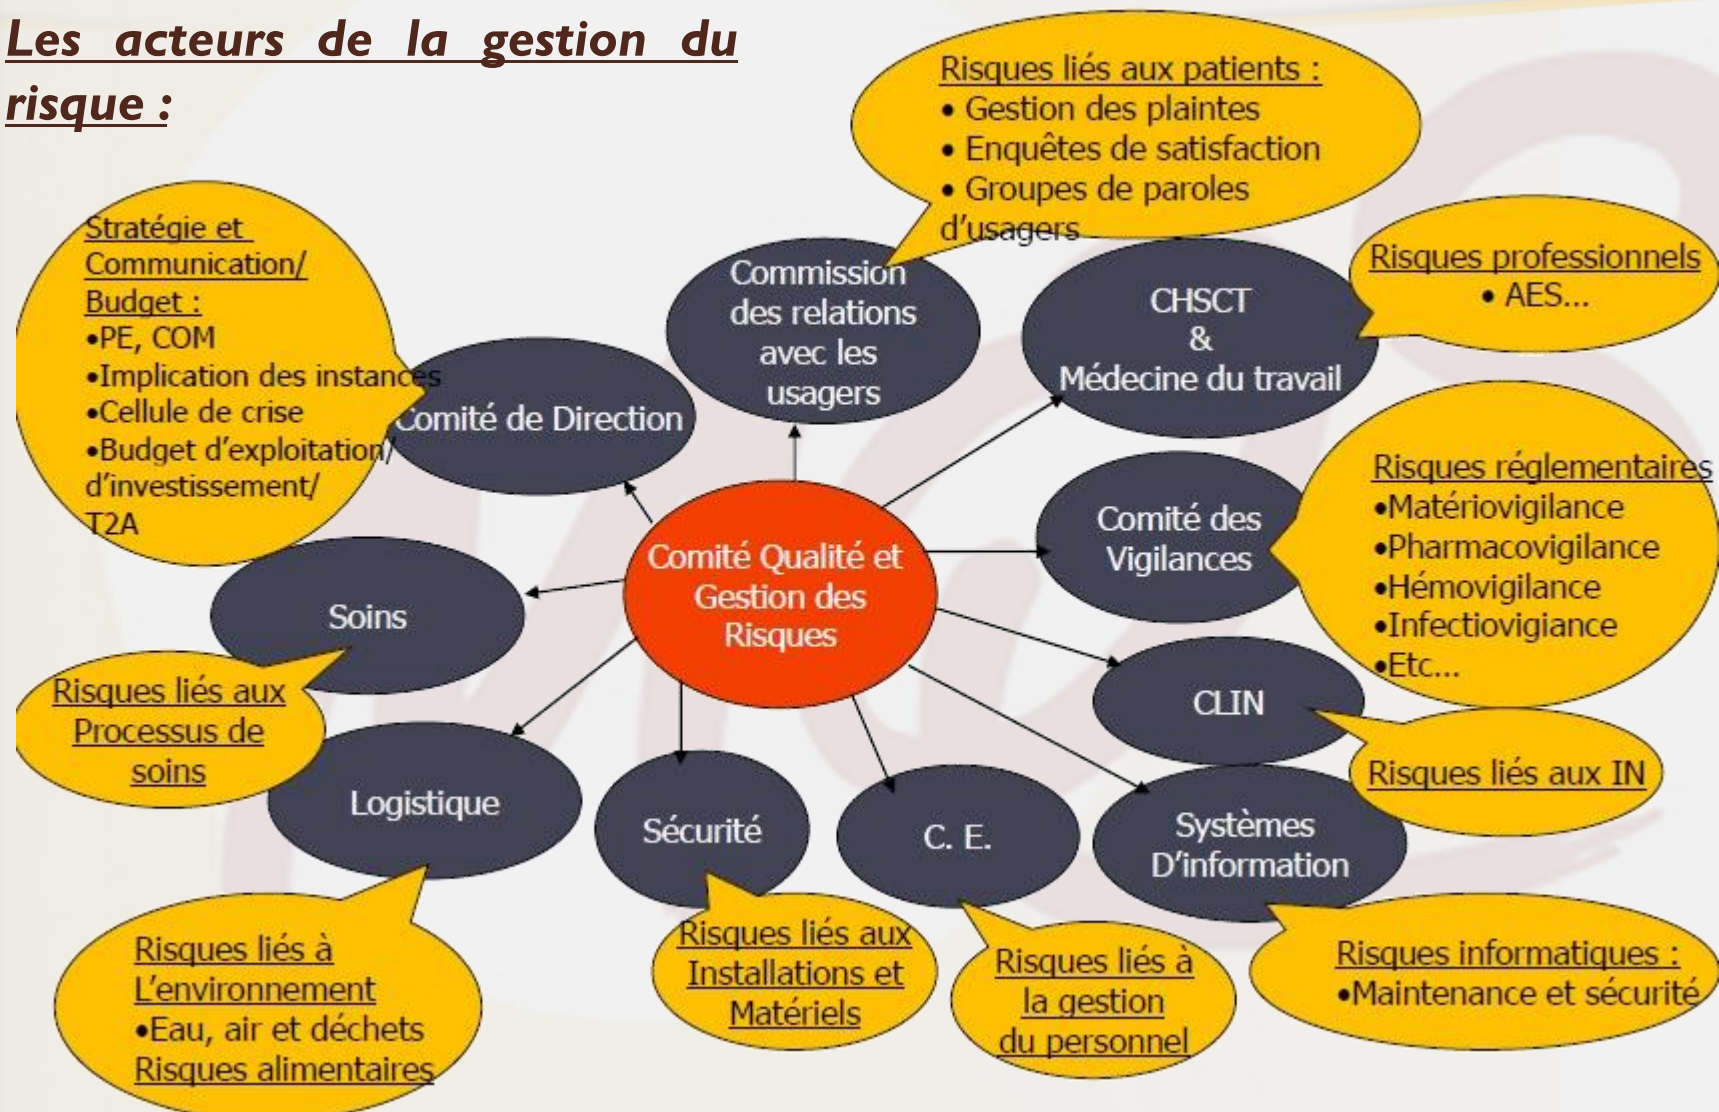 Les acteurs de la gestion du
risque :
Risques liés aux patients :
• Gestion des plaintes
• Enquêtes de satisfaction
• Groupes de paroles
d'usagers
Stratégie et
Communication/
Budget :
•PE, COM
•Implication des instances
•Cellule de crise
•Budget d'exploitation/
d'investissement/
T2A
Comité de Direction
Commission
des relations
avec les
usagers
CHSCT
&
Médecine du travail
Risques professionnels
• AES...
Comité des
Vigilances
Risques réglementaires
•Matériovigilance
•Pharmacovigilance
•Hémovigilance
•Infectiovigiance
•Etc...
Comité Qualité et
Gestion des
Risques
Soins
Risques liés aux
Processus de
soins
CLIN
Risques liés aux IN
Logistique
Sécurité
C. E.
Systèmes
D'information
Risques liés à
L'environnement
•Eau, air et déchets
Risques alimentaires
Risques liés aux
Installations et
Matériels
Risques liés à
la gestion
du personnel
Risques informatiques :
•Maintenance et sécurité